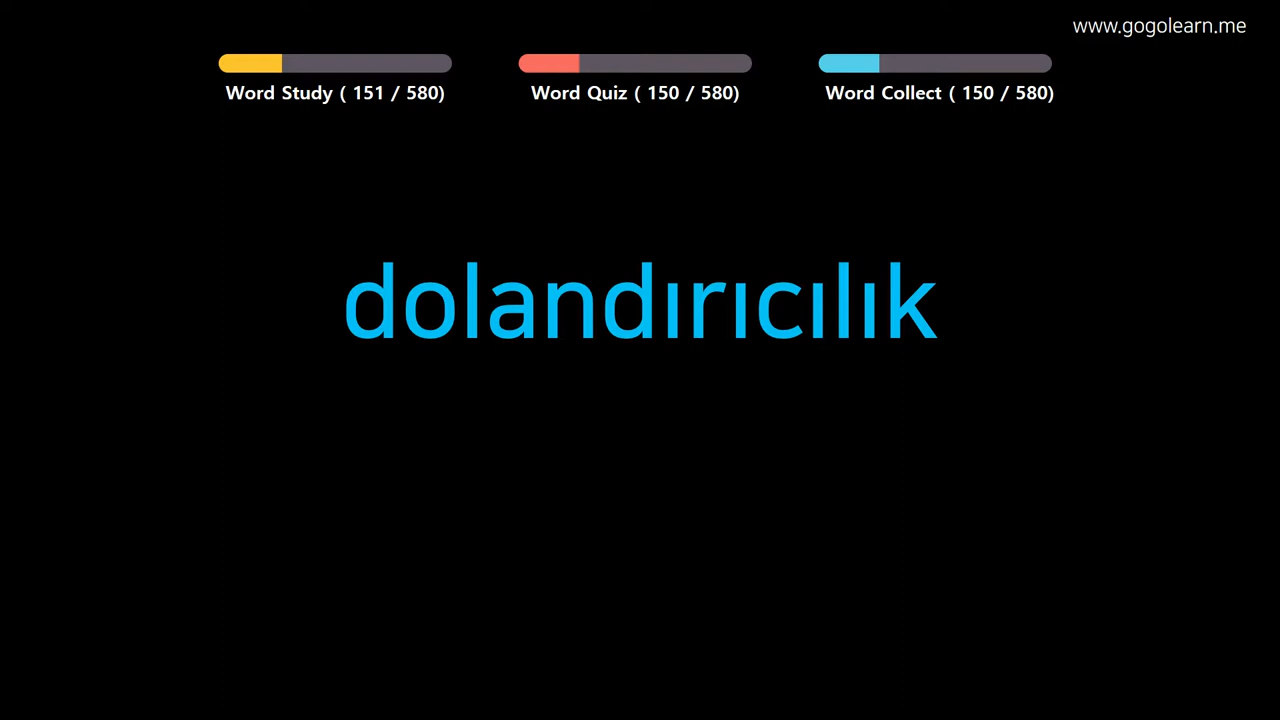 www.gogolearn.me
Word Study ( 151 / 580)
Word Quiz ( 150 / 580)
Word Collect ( 150 / 580)
dolandırıcılık